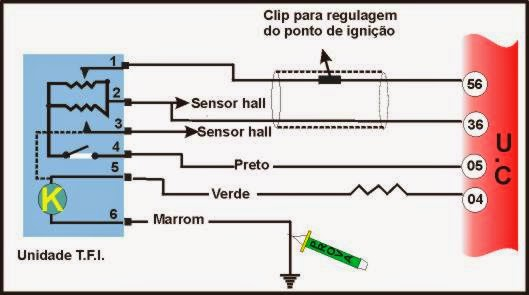 Clip para regulagem
do ponto de ignição
1
56
2
Sensor hall
36
3
Sensor hall
U.C
4
Preto
05
5
Verde
04
K
6
Marrom
PROVA
Unidade T.F.I.